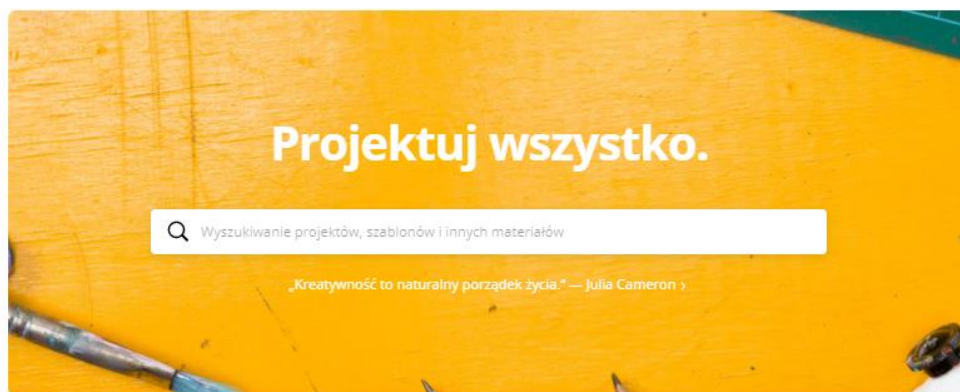 Projektuj wszystko.
Wyszukiwanie projektów, szablonów i innych materiałów
„Kreatywność to naturalny porządek życia.“ — Julia Cameron ›